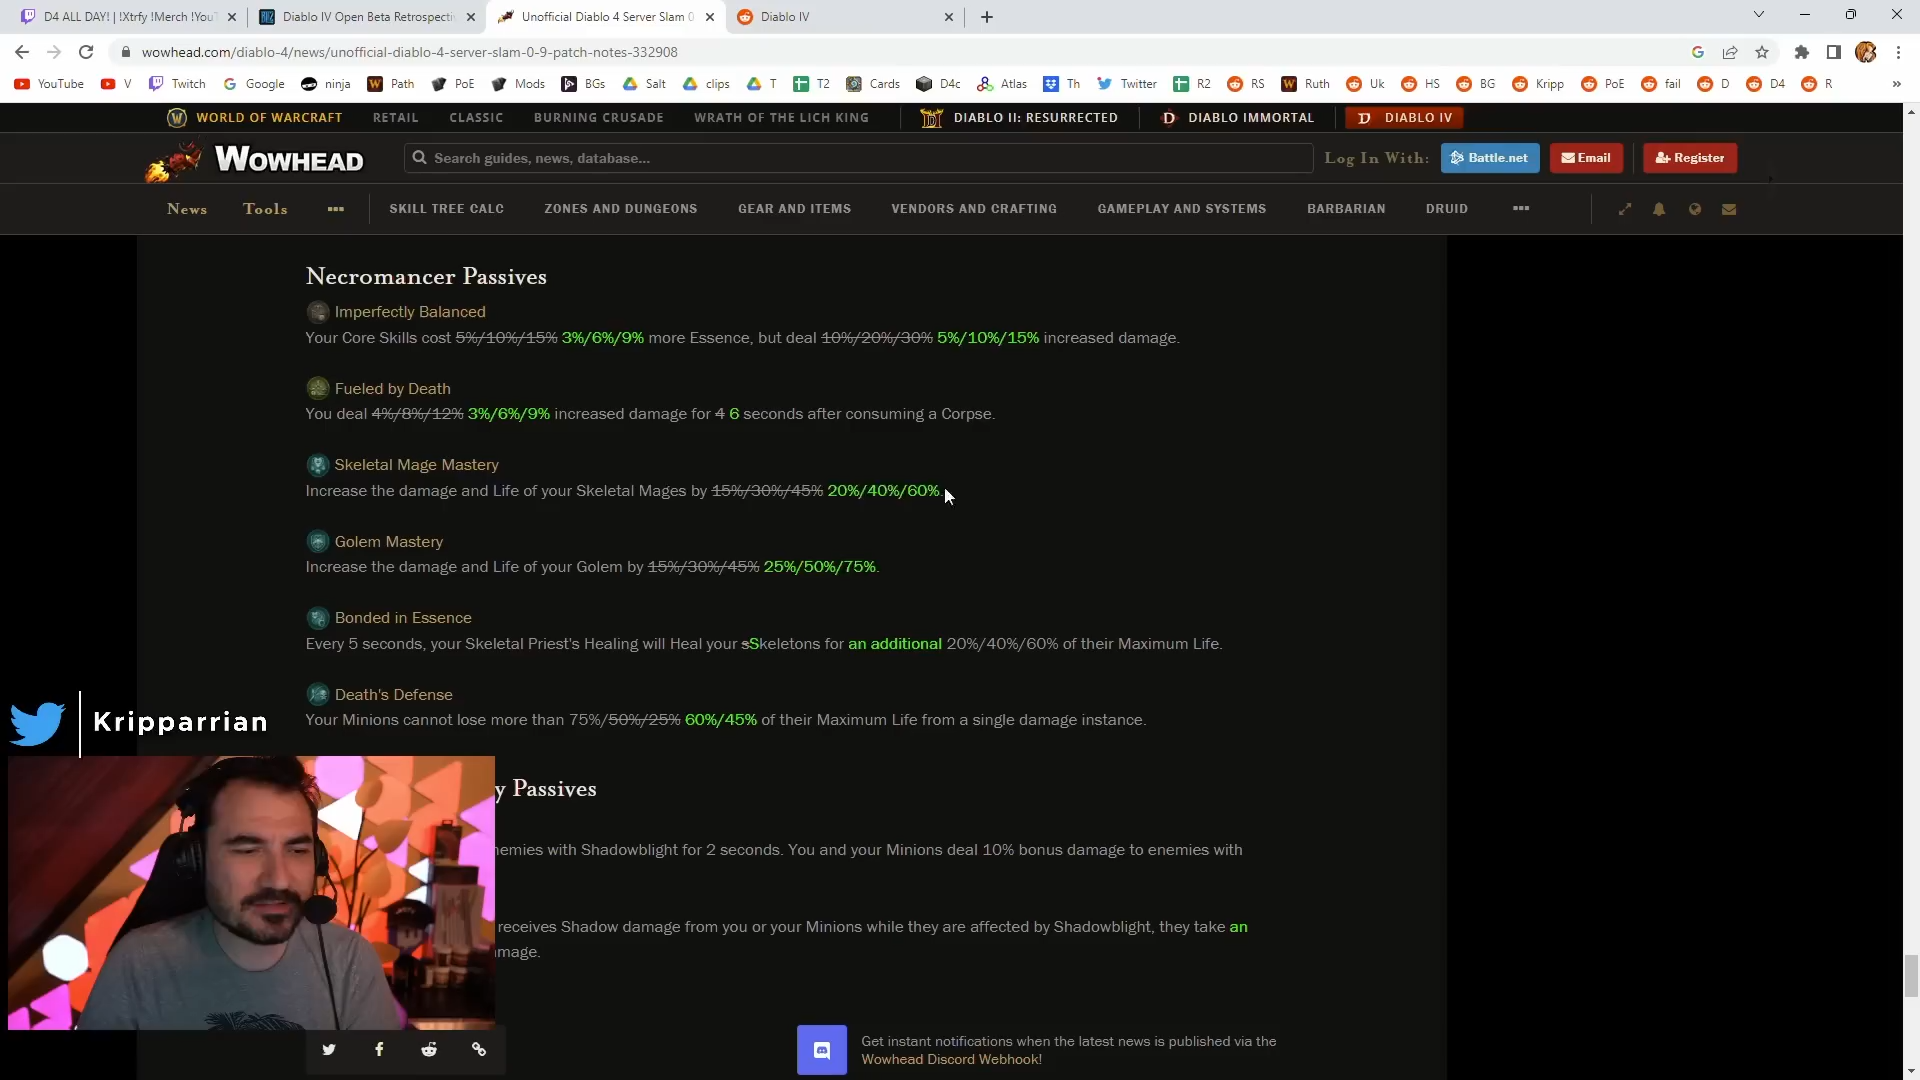 D4 ALL DAY! | !Xtrfy !Merch !You
Diablo IV Open Beta Retrospecti
Unofficial Diablo 4 Server Slam 0
Diablo IV
wowhead.com/diablo-4/news/unofficial-diablo-4-server-slam-0-9-patch-notes-332908
YouTube V Twitch Google ninja Path PoE Mods BGs Salt clips T T2 Cards D4c Atlas Th Twitter R2 RS Ruth Uk HS BG Kripp PoE fail D D4 R »
WORLD OF WARCRAFT RETAIL CLASSIC BURNING CRUSADE WRATH OF THE LICH KING DIABLO II: RESURRECTED DIABLO IMMORTAL DIABLO IV
WOWHEAD Search guides, news, database... Log In With: Battle.net Email Register
News Tools ••• SKILL TREE CALC ZONES AND DUNGEONS GEAR AND ITEMS VENDORS AND CRAFTING GAMEPLAY AND SYSTEMS BARBARIAN DRUID •••
Necromancer Passives
Imperfectly Balanced
Your Core Skills cost 5%/10%/15% 3%/6%/9% more Essence, but deal 10%/20%/30% 5%/10%/15% increased damage.
Fueled by Death
You deal 4%/8%/12% 3%/6%/9% increased damage for 4 6 seconds after consuming a Corpse.
Skeletal Mage Mastery
Increase the damage and Life of your Skeletal Mages by 15%/30%/45% 20%/40%/60%.
Golem Mastery
Increase the damage and Life of your Golem by 15%/30%/45% 25%/50%/75%.
Bonded in Essence
Every 5 seconds, your Skeletal Priest's Healing will Heal your sSkeletons for an additional 20%/40%/60% of their Maximum Life.
Death's Defense
Your Minions cannot lose more than 75%/50%/25% 60%/45% of their Maximum Life from a single damage instance.
Kripparrian
y Passives
nemies with Shadowblight for 2 seconds. You and your Minions deal 10% bonus damage to enemies with
receives Shadow damage from you or your Minions while they are affected by Shadowblight, they take an
mage.
Get instant notifications when the latest news is published via the
Wowhead Discord Webhook!